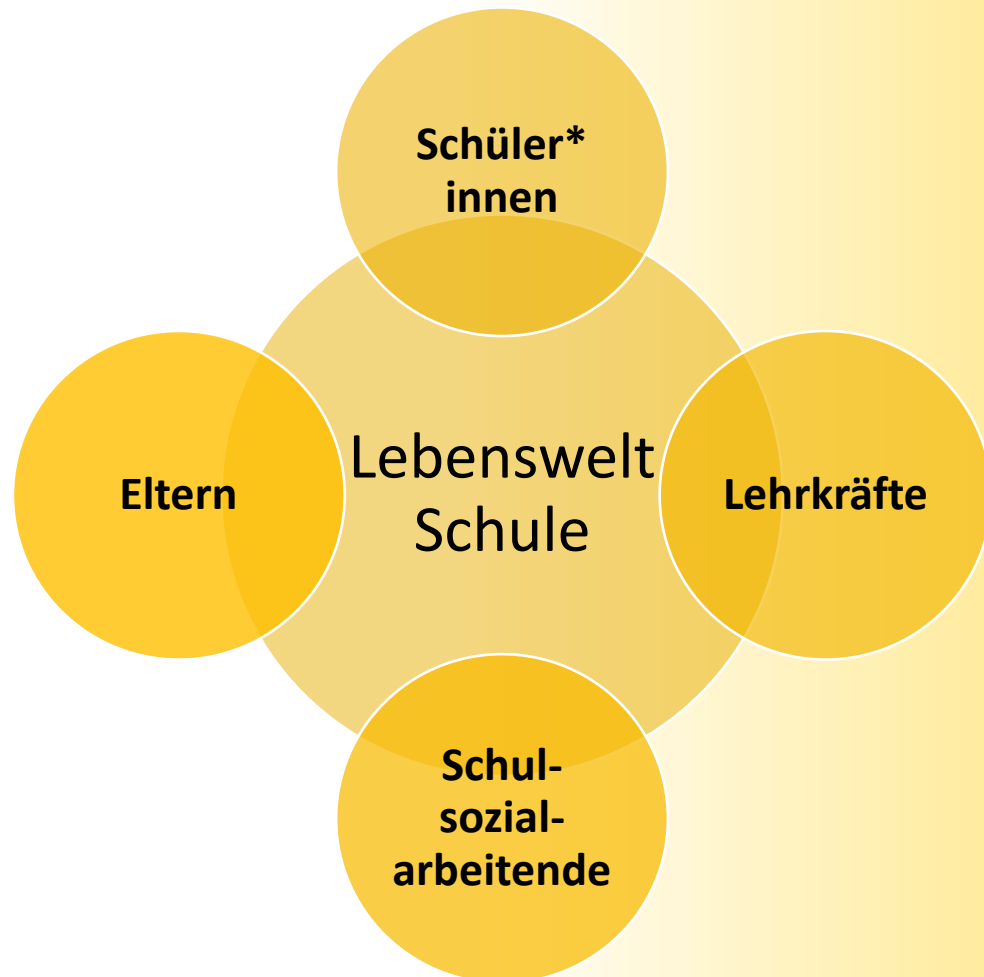 Schüler*
innen
Eltern
Lebenswelt
Schule
Lehrkräfte
Schul-
sozial-
arbeitende